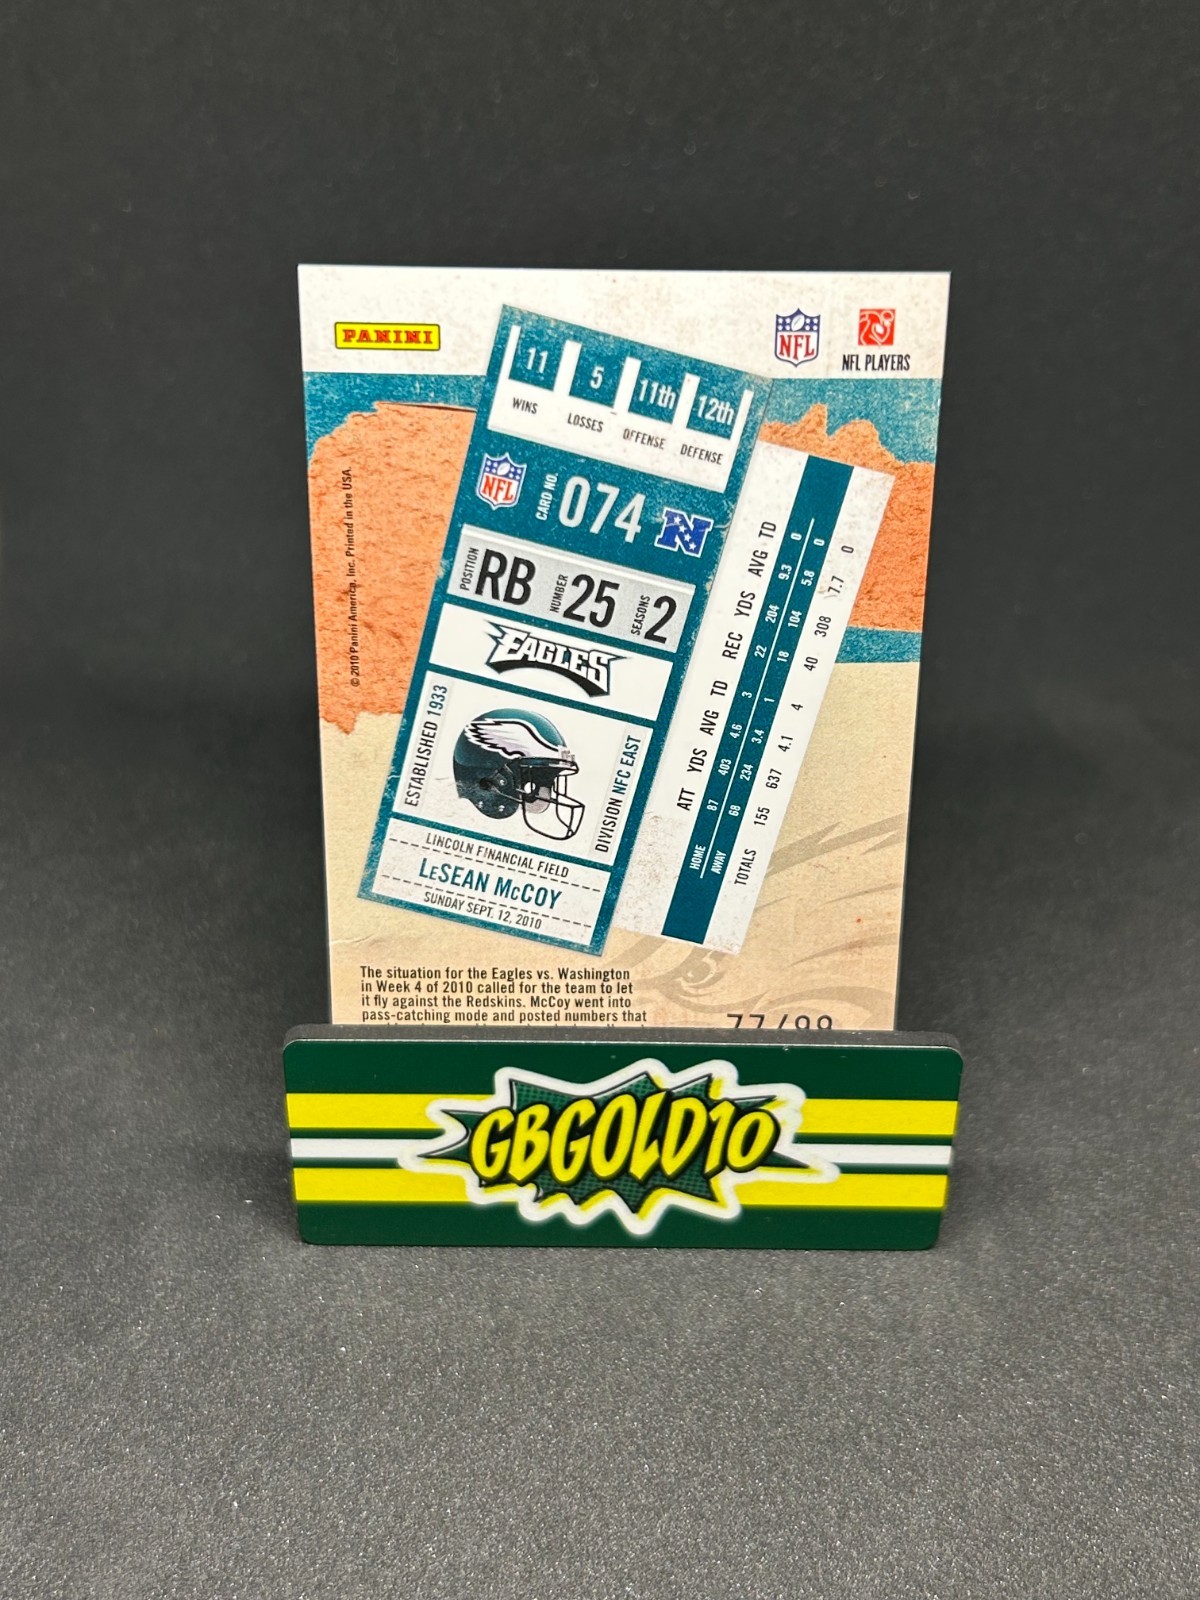 PANINI
NFL
NFL PLAYERS
11 5 11th 12th
WINS LOSSES OFFENSE DEFENSE
NFL
CARD NO. 074
N
POSITION RB NUMBER 25 SEASONS 2
EAGLES
ESTABLISHED 1933
DIVISION NFC EAST
LINCOLN FINANCIAL FIELD
LeSEAN McCOY
SUNDAY SEPT. 12, 2010
ATT YDS AVG TD REC YDS AVG TD
HOME 87 403 4.6 3 22 204 9.3 0
AWAY 68 234 3.4 1 18 104 5.8 0
TOTALS 155 637 4.1 4 40 308 7.7 0
© 2010 Panini America, Inc. Printed in the USA.
The situation for the Eagles vs. Washington
in Week 4 of 2010 called for the team to let
it fly against the Redskins. McCoy went into
pass-catching mode and posted numbers that
77/99
GBGOLD10